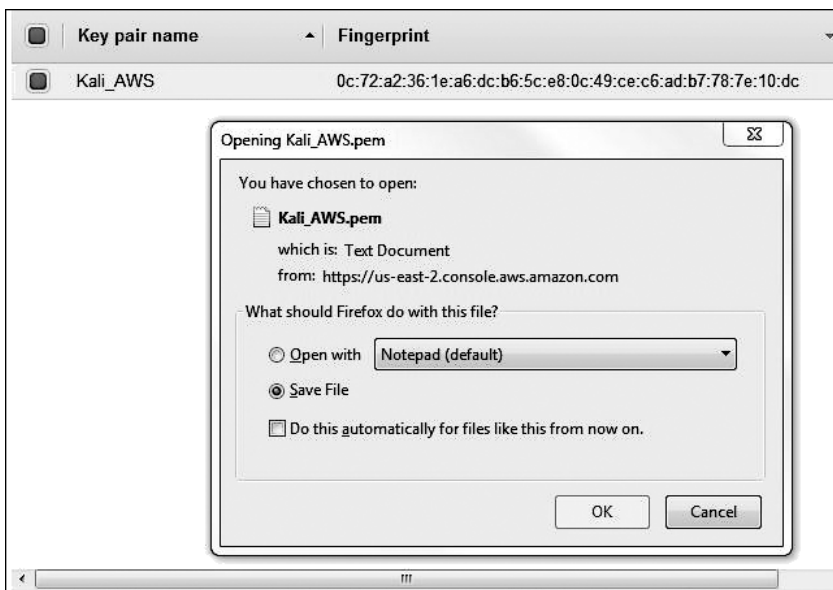 Key pair name Fingerprint
Kali_AWS 0c:72:a2:36:1e:a6:dc:b6:5c:e8:0c:49:ce:c6:ad:b7:78:7e:10:dc
Opening Kali_AWS.pem
You have chosen to open:
Kali_AWS.pem
which is: Text Document
from: https://us-east-2.console.aws.amazon.com
What should Firefox do with this file?
Open with Notepad (default)
Save File
Do this automatically for files like this from now on.
OK Cancel